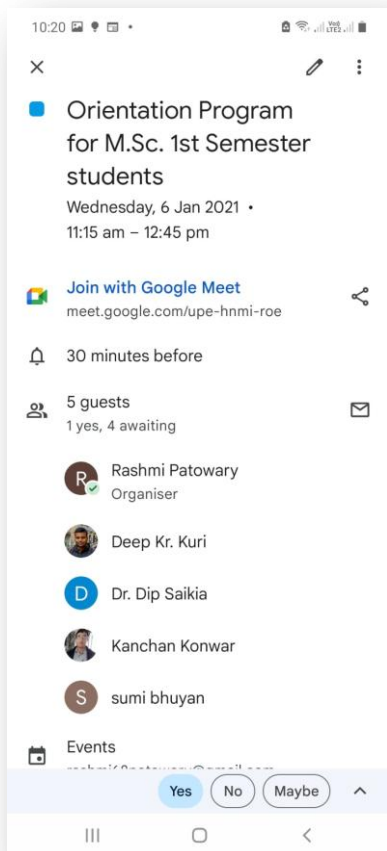 10:20
Orientation Program
for M.Sc. 1st Semester
students
Wednesday, 6 Jan 2021 •
11:15 am – 12:45 pm
Join with Google Meet
meet.google.com/upe-hnmi-roe
30 minutes before
5 guests
1 yes, 4 awaiting
R
Rashmi Patowary
Organiser
Deep Kr. Kuri
D
Dr. Dip Saikia
Kanchan Konwar
S
sumi bhuyan
Events
Yes
No
Maybe